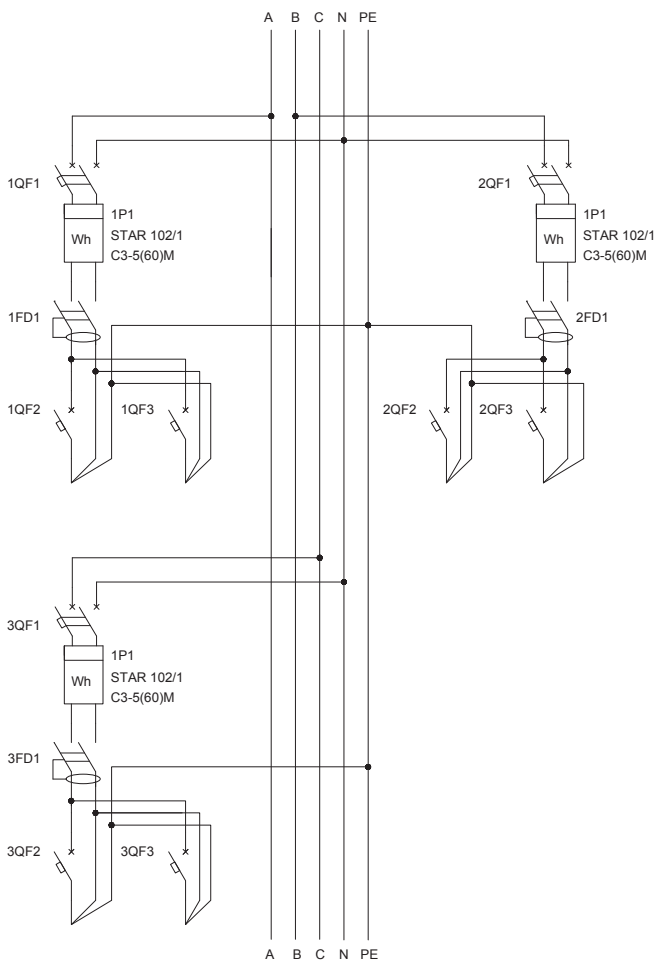 A B C N PE
1QF1
2QF1
1P1
STAR 102/1
C3-5(60)M
Wh
1P1
STAR 102/1
C3-5(60)M
Wh
1FD1
2FD1
1QF2
1QF3
2QF2
2QF3
3QF1
1P1
STAR 102/1
C3-5(60)M
Wh
3FD1
3QF2
3QF3
A B C N PE